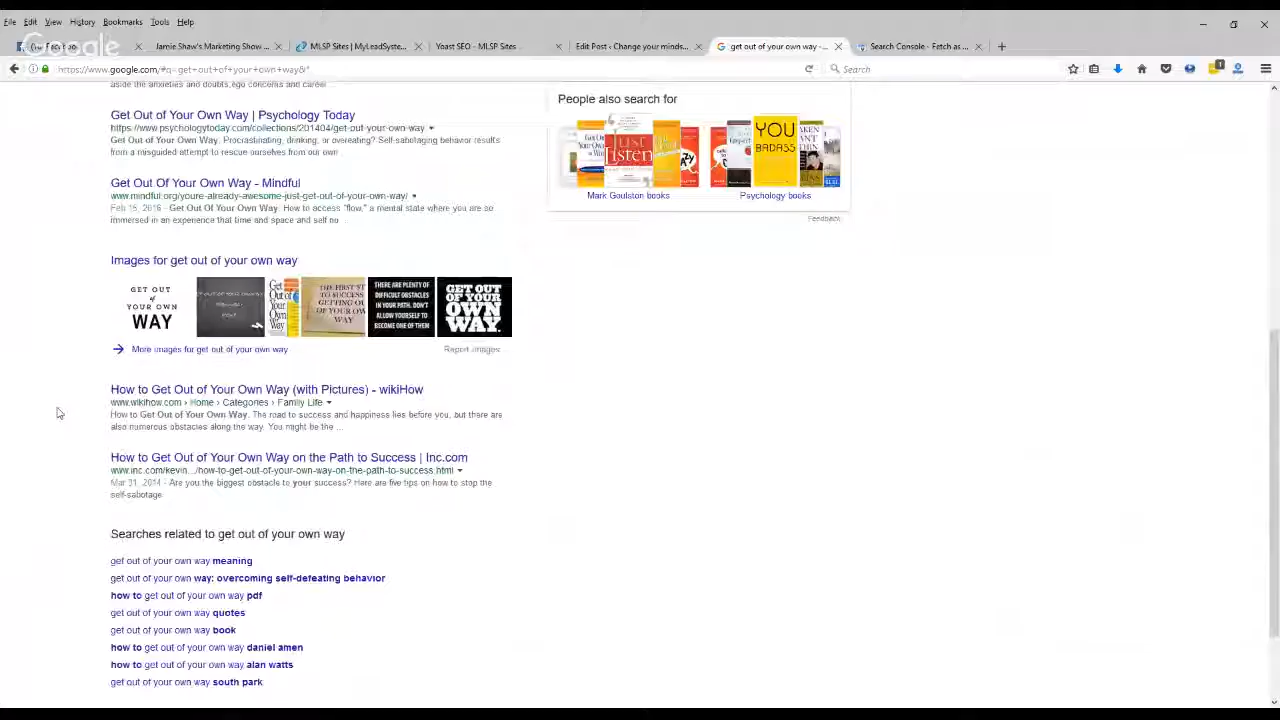 File Edit View History Bookmarks Tools Help
Google
Jamie Shaw's Marketing Show ...
MLSP Sites | MyLeadSyst...
Yoast SEO - MLSP Sites
Edit Post ‹ Change your minds...
get out of your own way - ...
Search Console - Fetch as ...
https://www.google.com/#q=get+out+of+your+own+way&*
Search
aside the anxieties and doubts,ego concerns and career ...
Get Out of Your Own Way | Psychology Today
https://www.psychologytoday.com/collections/201404/get-out-your-own-way
Get Out of Your Own Way. Procrastinating, drinking, or overeating? Self-sabotaging behavior results
from a misguided attempt to rescue ourselves from our own ...
Get Out Of Your Own Way - Mindful
www.mindful.org/youre-already-awesome-just-get-out-of-your-own-way/
Feb 15, 2016 - Get Out Of Your Own Way. How to access "flow," a mental state where you are so
immersed in an experience that time and space and self no ...
Images for get out of your own way
GET OUT
of
YOUR OWN
WAY
Get
Out of
THE FIRST ST
TO SUCCESS
GETTING OU
OF YOUR OW
WAY
THERE ARE PLENTY OF
DIFFICULT OBSTACLES
IN YOUR PATH. DON'T
ALLOW YOURSELF TO
BECOME ONE OF THEM
GET OUT
OF YOUR
OWN
WAY.
More images for get out of your own way
Report images
How to Get Out of Your Own Way (with Pictures) - wikiHow
www.wikihow.com › Home › Categories › Family Life
How to Get Out of Your Own Way. The road to success and happiness lies before you, but there are
also numerous obstacles along the way. You might be the ...
How to Get Out of Your Own Way on the Path to Success | Inc.com
www.inc.com/kevin.../how-to-get-out-of-your-own-way-on-the-path-to-success.html
Mar 31, 2014 - Are you the biggest obstacle to your success? Here are five tips on how to stop the
self-sabotage.
Searches related to get out of your own way
get out of your own way meaning
get out of your own way: overcoming self-defeating behavior
how to get out of your own way pdf
get out of your own way quotes
get out of your own way book
how to get out of your own way daniel amen
how to get out of your own way alan watts
get out of your own way south park
People also search for
JUST
Listen
YOU
BADASS
Mark Goulston books
Psychology books
Feedback